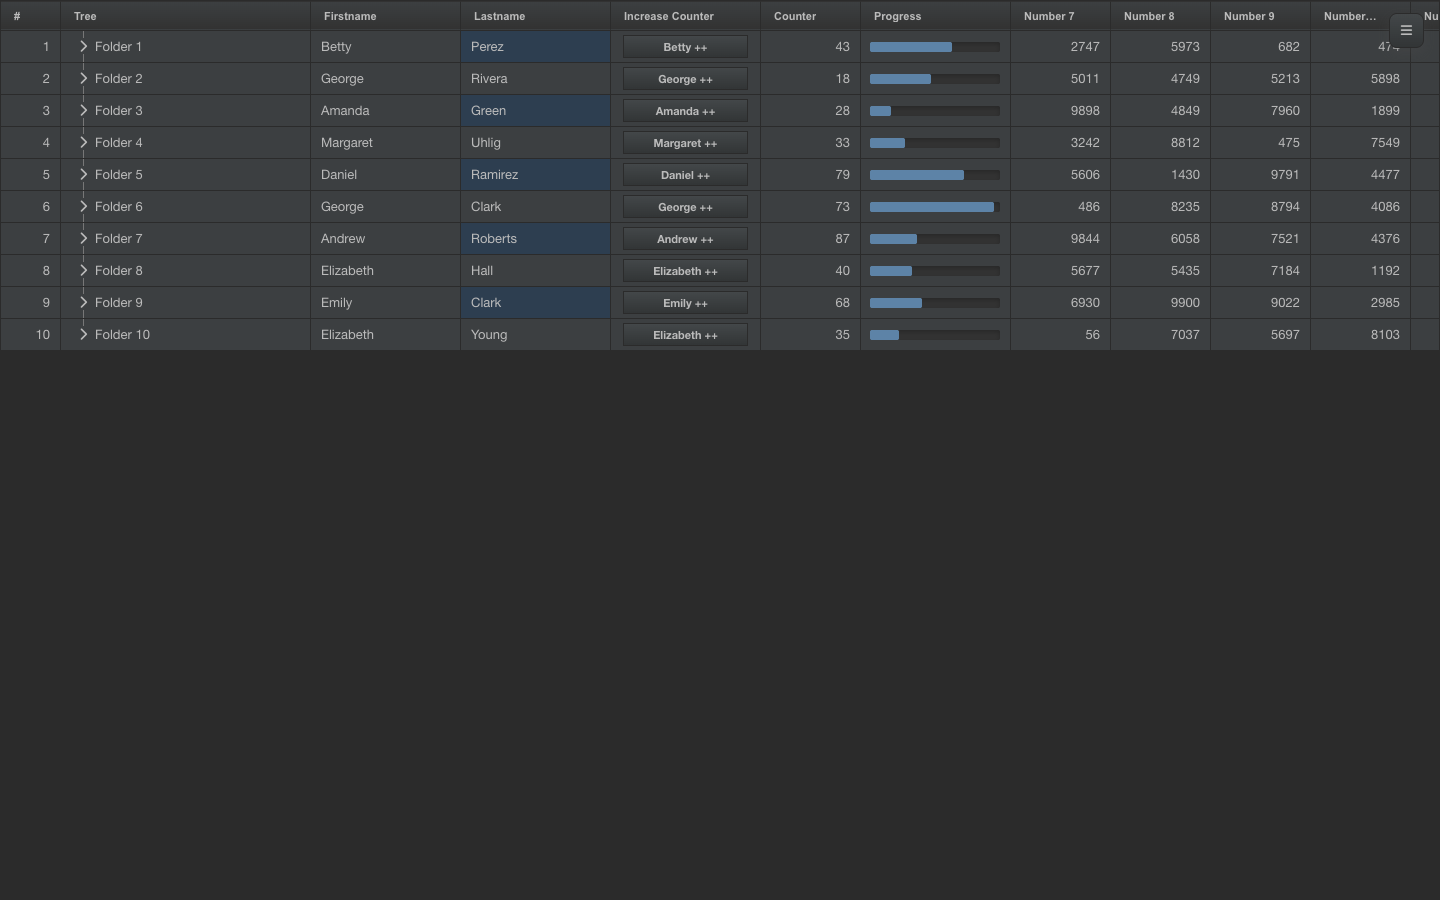 # Tree Firstname Lastname Increase Counter Counter Progress Number 7 Number 8 Number 9 Number... Nu
1 Folder 1 Betty Perez Betty ++ 43 2747 5973 682
2 Folder 2 George Rivera George ++ 18 5011 4749 5213 5898
3 Folder 3 Amanda Green Amanda ++ 28 9898 4849 7960 1899
4 Folder 4 Margaret Uhlig Margaret ++ 33 3242 8812 475 7549
5 Folder 5 Daniel Ramirez Daniel ++ 79 5606 1430 9791 4477
6 Folder 6 George Clark George ++ 73 486 8235 8794 4086
7 Folder 7 Andrew Roberts Andrew ++ 87 9844 6058 7521 4376
8 Folder 8 Elizabeth Hall Elizabeth ++ 40 5677 5435 7184 1192
9 Folder 9 Emily Clark Emily ++ 68 6930 9900 9022 2985
10 Folder 10 Elizabeth Young Elizabeth ++ 35 56 7037 5697 8103